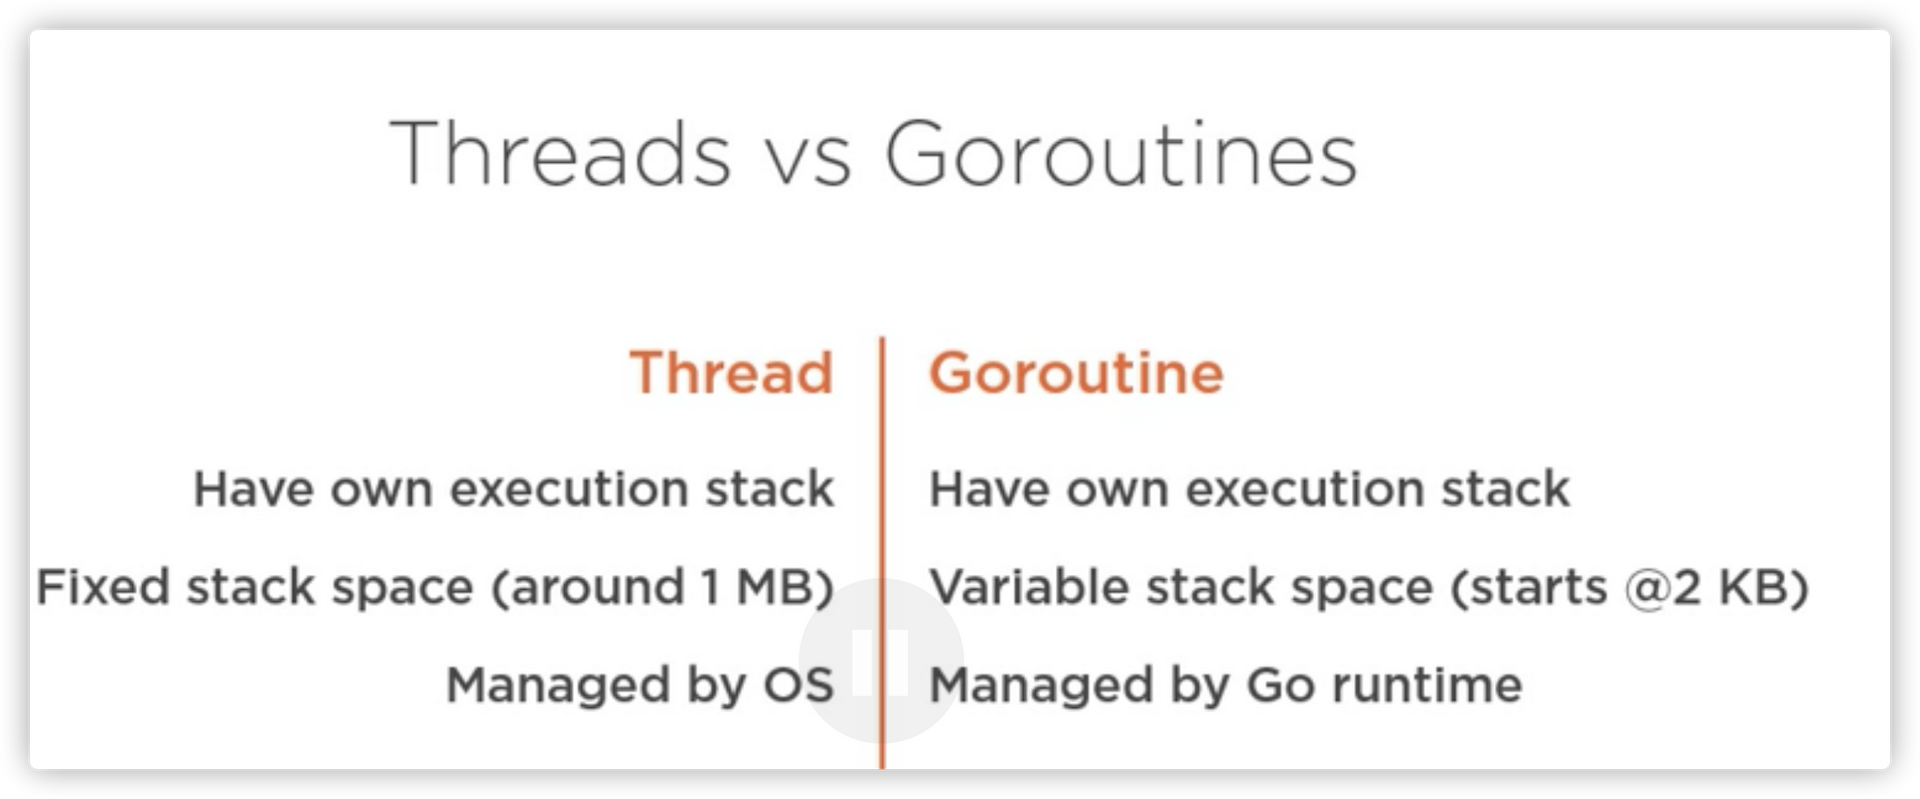 Threads vs Goroutines
Thread
Have own execution stack
Fixed stack space (around 1 MB)
Managed by OS
Goroutine
Have own execution stack
Variable stack space (starts @2 KB)
Managed by Go runtime